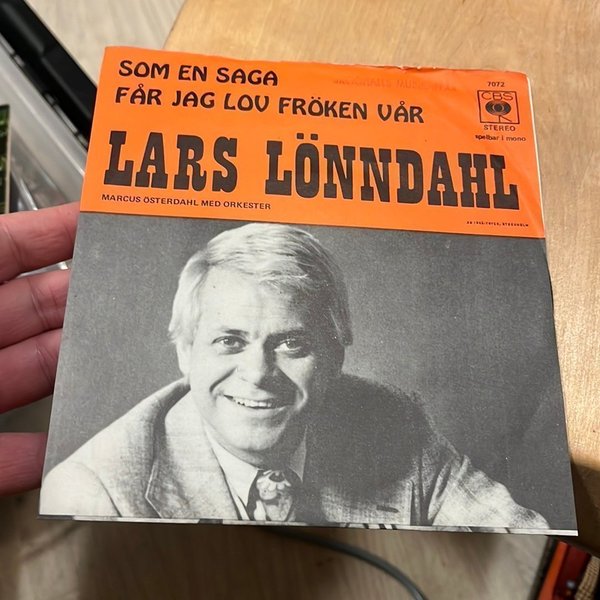 SOM EN SAGA
FÅR JAG LOV FRÖKEN VÅR
7072
CBS
STEREO
spelbar i mono
LARS LÖNNDAHL
MARCUS ÖSTERDAHL MED ORKESTER